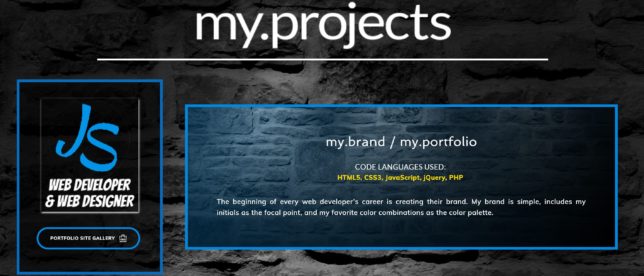 my.projects
JS
WEB DEVELOPER
& WEB DESIGNER
PORTFOLIO SITE GALLERY
my.brand / my.portfolio
CODE LANGUAGES USED:
HTML5, CSS3, JavaScript, jQuery, PHP
The beginning of every web developer's career is creating their brand. My brand is simple, includes my
initials as the focal point, and my favorite color combinations as the color palette.